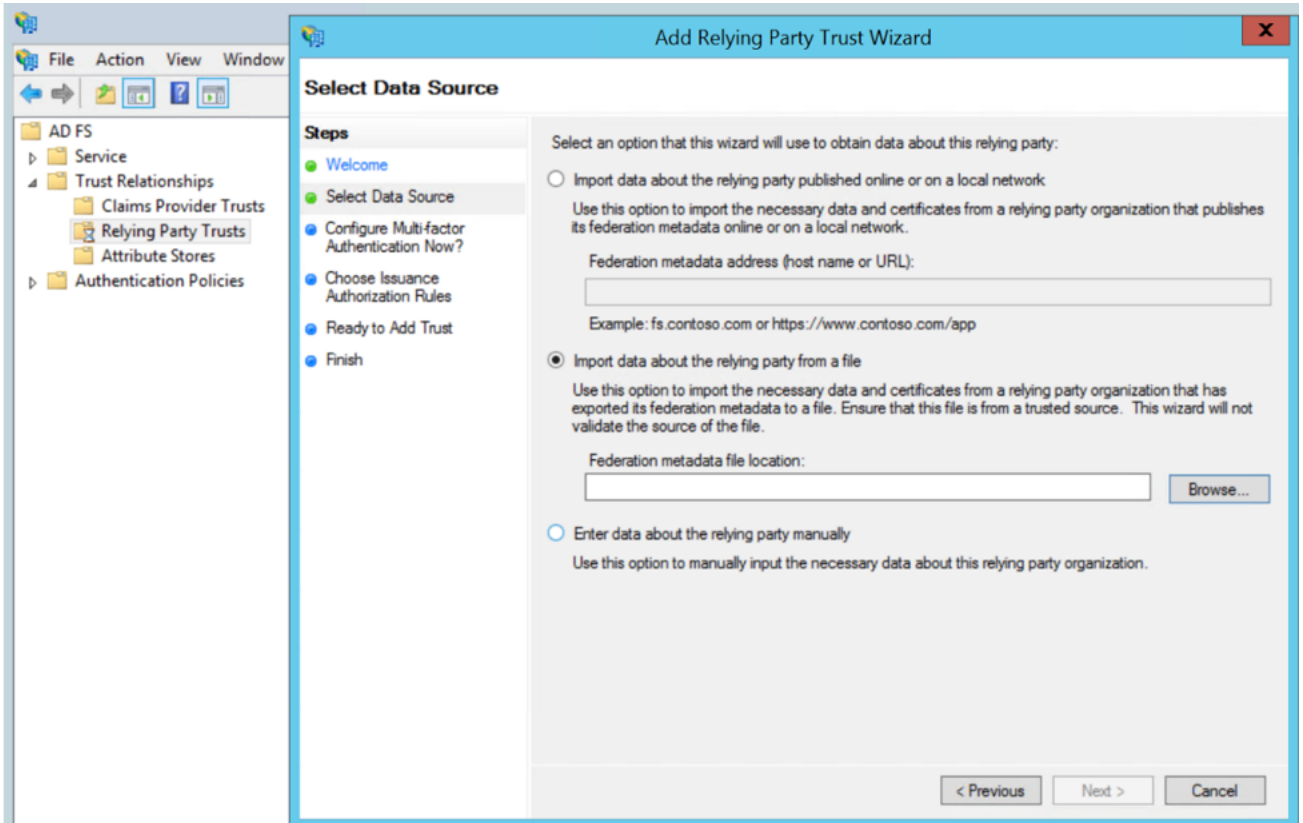 Add Relying Party Trust Wizard
X
File Action View Window
Select Data Source
AD FS
Service
Trust Relationships
Claims Provider Trusts
Relying Party Trusts
Attribute Stores
Authentication Policies
Steps
Welcome
Select Data Source
Configure Multi-factor
Authentication Now?
Choose Issuance
Authorization Rules
Ready to Add Trust
Finish
Select an option that this wizard will use to obtain data about this relying party:
Import data about the relying party published online or on a local network
Use this option to import the necessary data and certificates from a relying party organization that publishes
its federation metadata online or on a local network.
Federation metadata address (host name or URL):
Example: fs.contoso.com or https://www.contoso.com/app
Import data about the relying party from a file
Use this option to import the necessary data and certificates from a relying party organization that has
exported its federation metadata to a file. Ensure that this file is from a trusted source.  This wizard will not
validate the source of the file.
Federation metadata file location:
Browse...
Enter data about the relying party manually
Use this option to manually input the necessary data about this relying party organization.
< Previous
Next >
Cancel